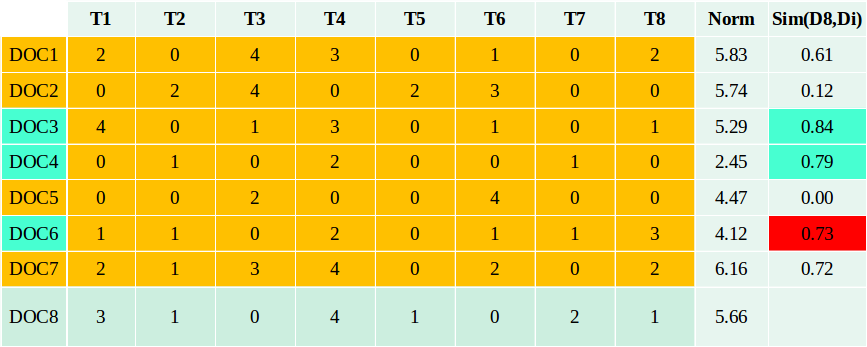 T1 T2 T3 T4 T5 T6 T7 T8 Norm Sim(D8,Di)
DOC1 2 0 4 3 0 1 0 2 5.83 0.61
DOC2 0 2 4 0 2 3 0 0 5.74 0.12
DOC3 4 0 1 3 0 1 0 1 5.29 0.84
DOC4 0 1 0 2 0 0 1 0 2.45 0.79
DOC5 0 0 2 0 0 4 0 0 4.47 0.00
DOC6 1 1 0 2 0 1 1 3 4.12 0.73
DOC7 2 1 3 4 0 2 0 2 6.16 0.72
DOC8 3 1 0 4 1 0 2 1 5.66